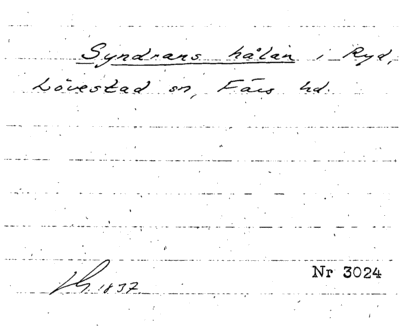 Syndrans hålan i Ryd,
Lövestad sn, Färs hd.
Nr 3024